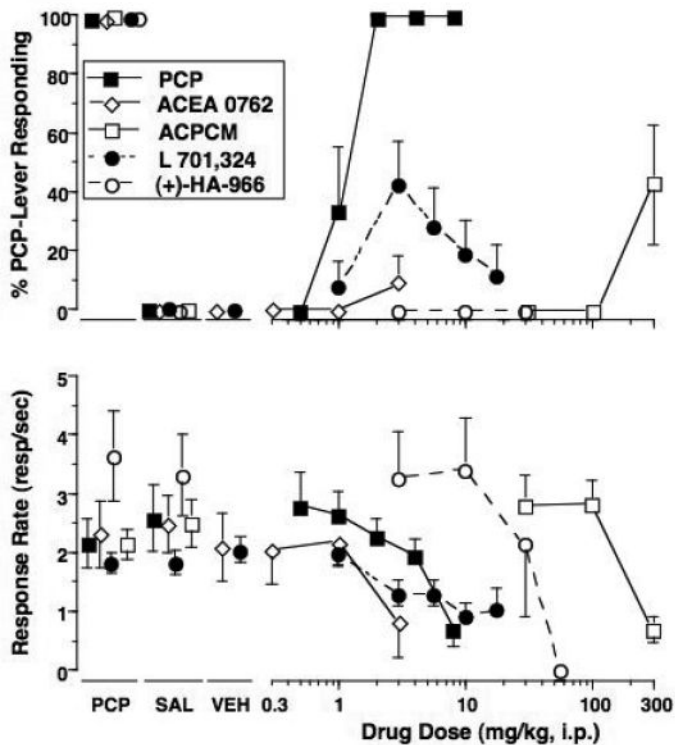 % PCP-Lever Responding
100
80
60
40
20
0
PCP
ACEA 0762
ACPCM
L 701,324
(+)-HA-966
Response Rate (resp/sec)
5
4
3
2
1
0
PCP SAL VEH 0.3 1 10 100 300
Drug Dose (mg/kg, i.p.)